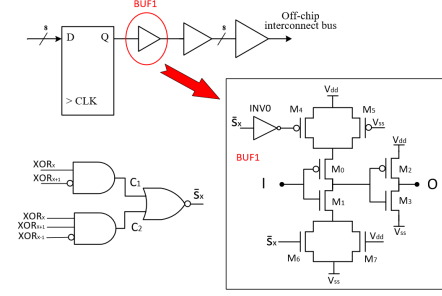 BUF1
Off-chip
interconnect bus
8
8
D
Q
> CLK
Vdd
INV0
M4
M5
S̄x
Vss
Vdd
BUF1
M0
M2
I
O
M1
M3
Vss
S̄x
Vdd
M6
M7
Vss
XORx
XORx+1
C1
S̄x
XORx
XORx+1
XORx-1
C2